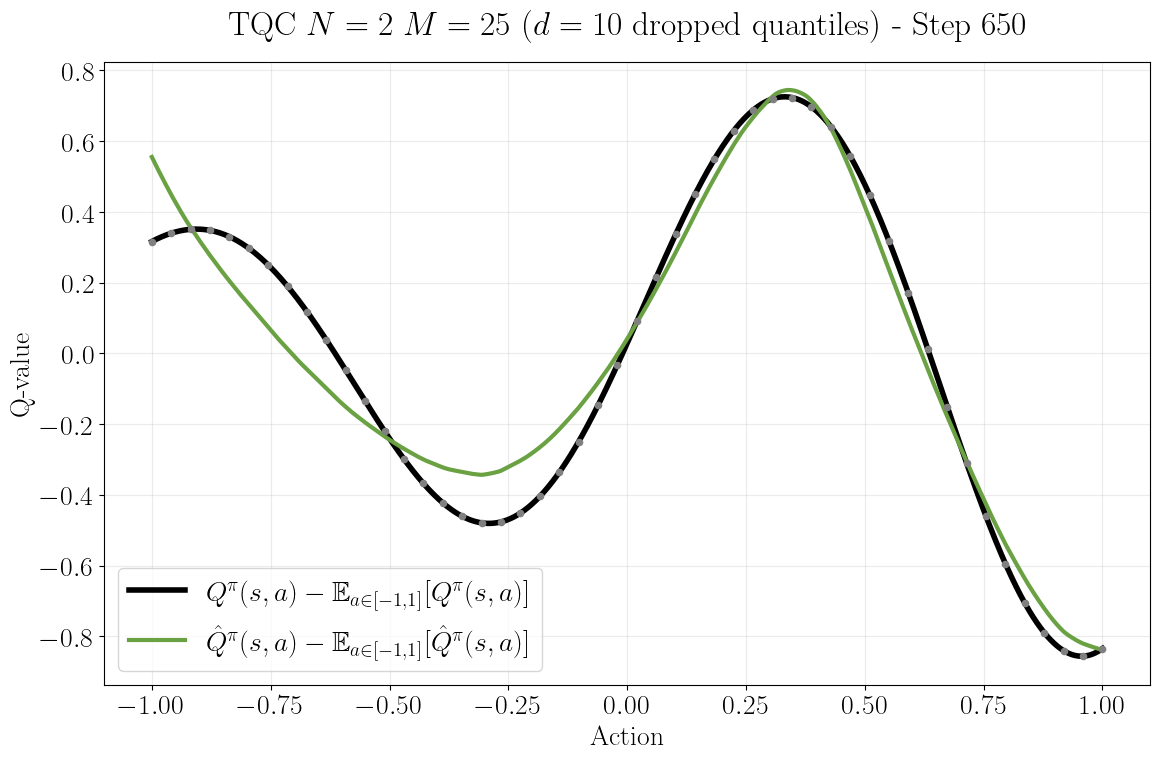 TQC N = 2 M = 25 (d = 10 dropped quantiles) - Step 650
Q-value
0.8
0.6
0.4
0.2
0.0
−0.2
−0.4
−0.6
−0.8
Q^π(s, a) − 𝔼_{a∈[−1,1]}[Q^π(s, a)]
Q̂^π(s, a) − 𝔼_{a∈[−1,1]}[Q̂^π(s, a)]
−1.00 −0.75 −0.50 −0.25 0.00 0.25 0.50 0.75 1.00
Action